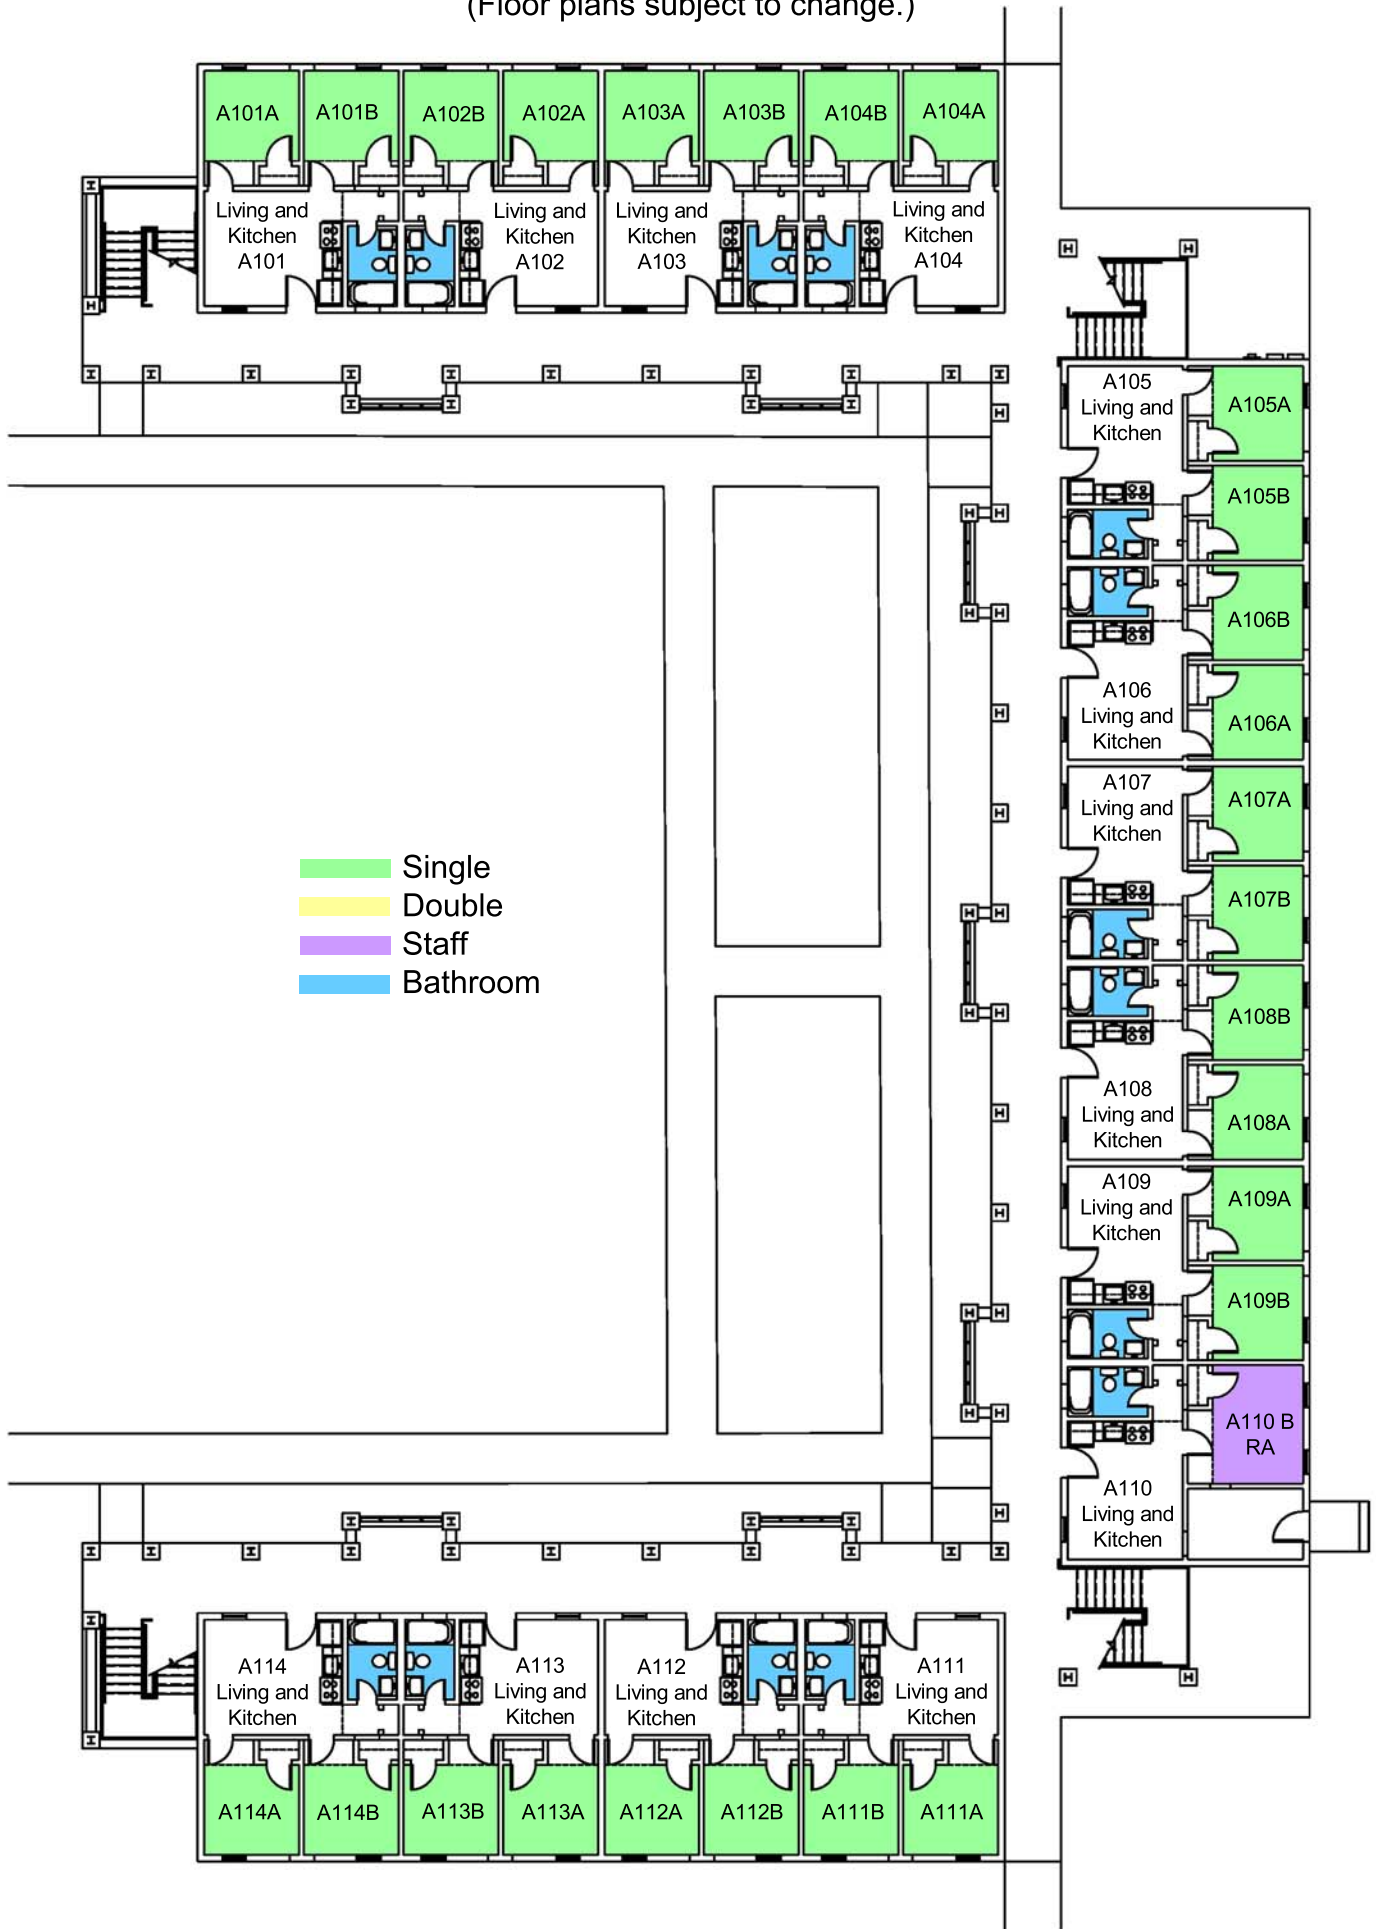 (Floor plans subject to change.)
A101A
A101B
A102B
A102A
A103A
A103B
A104B
A104A
Living and
Kitchen
A101
Living and
Kitchen
A102
Living and
Kitchen
A103
Living and
Kitchen
A104
A105
Living and
Kitchen
A105A
A105B
A106B
A106
Living and
Kitchen
A106A
A107
Living and
Kitchen
A107A
A107B
Single
Double
Staff
Bathroom
A108B
A108
Living and
Kitchen
A108A
A109
Living and
Kitchen
A109A
A109B
A110 B
RA
A110
Living and
Kitchen
A114
Living and
Kitchen
A113
Living and
Kitchen
A112
Living and
Kitchen
A111
Living and
Kitchen
A114A
A114B
A113B
A113A
A112A
A112B
A111B
A111A